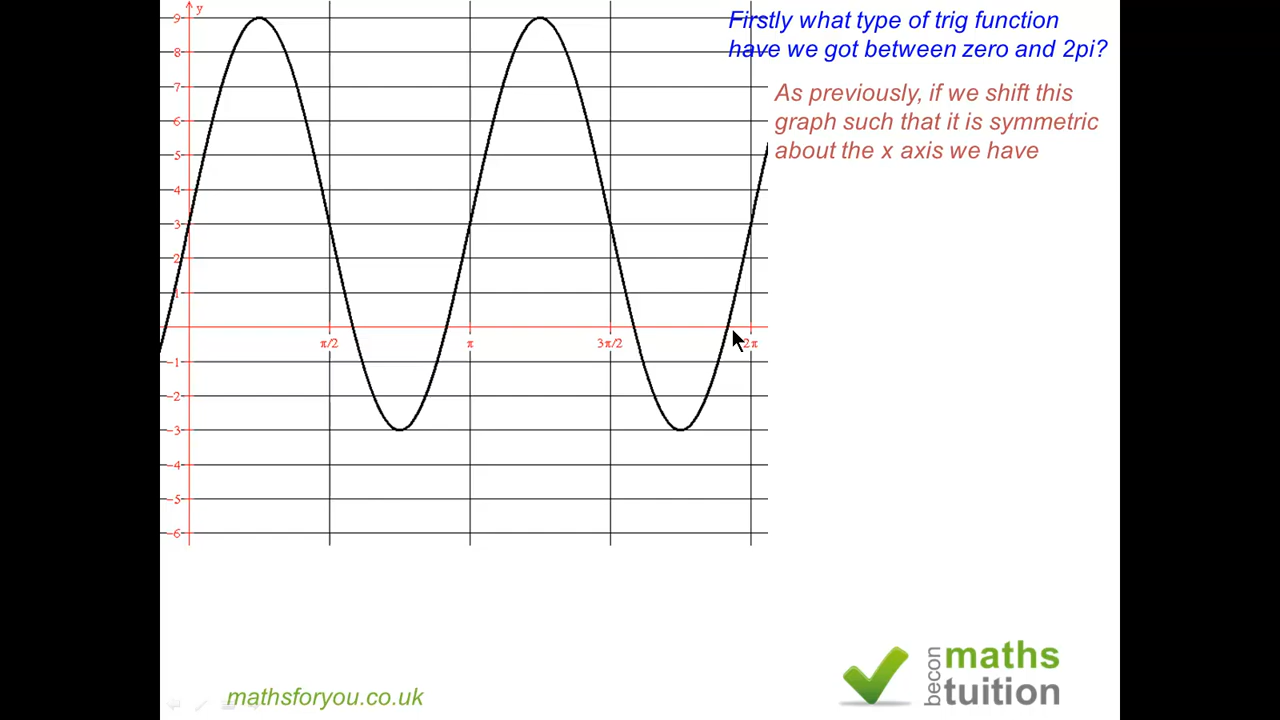 Firstly what type of trig function
have we got between zero and 2pi?
As previously, if we shift this
graph such that it is symmetric
about the x axis we have
y
9
8
7
6
5
4
3
2
1
π/2 π 3π/2 2π
-1
-2
-3
-4
-5
-6
mathsforyou.co.uk
becon
maths
tuition